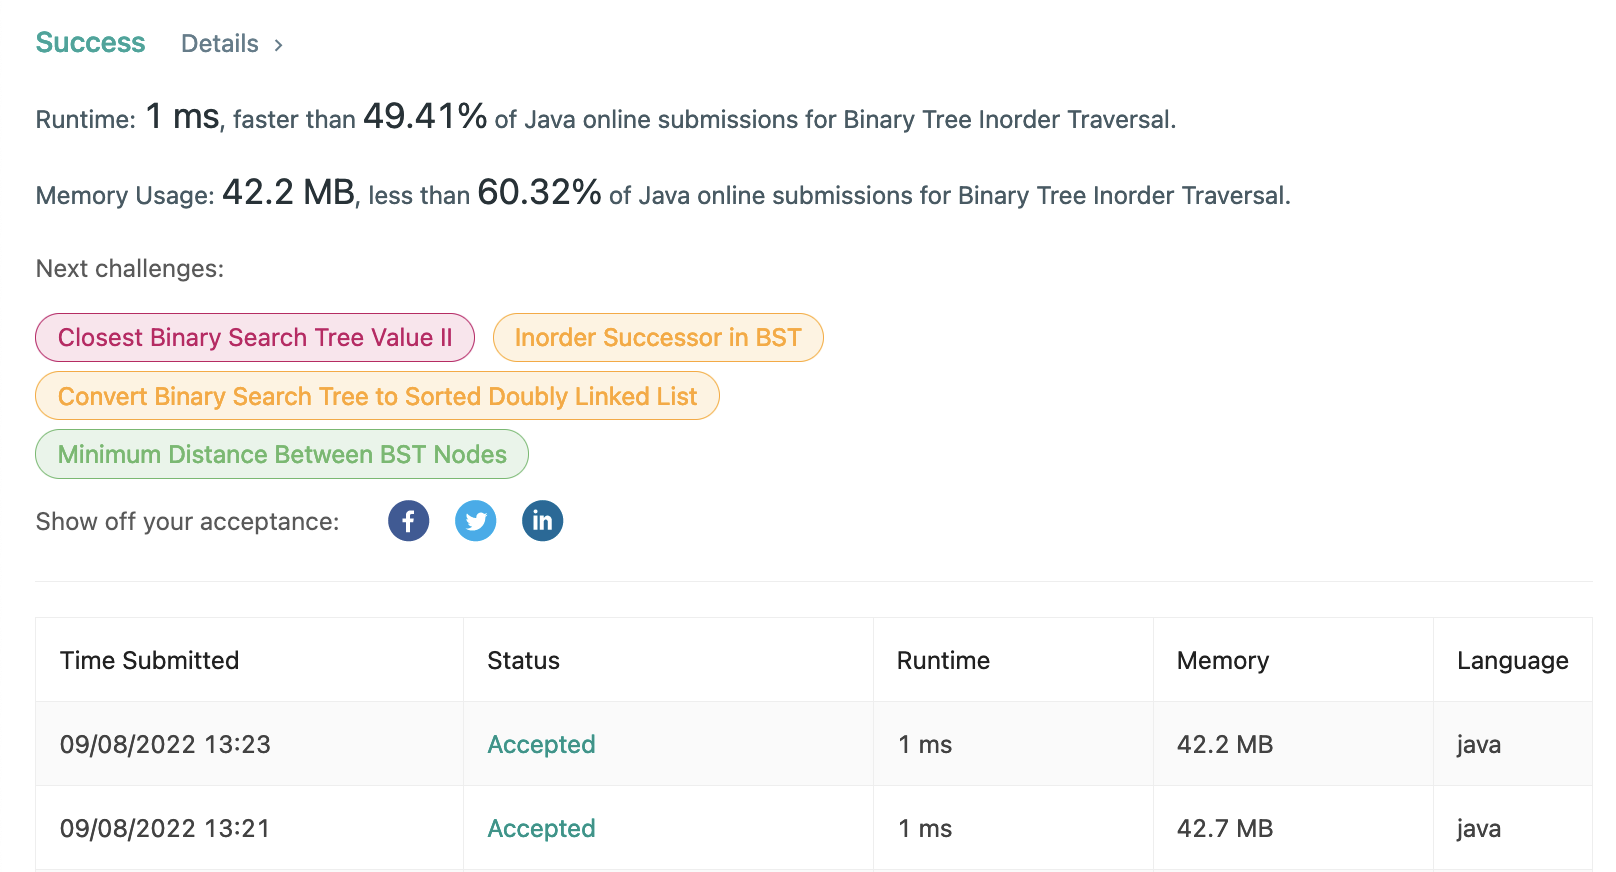 Success Details >
Runtime: 1 ms, faster than 49.41% of Java online submissions for Binary Tree Inorder Traversal.
Memory Usage: 42.2 MB, less than 60.32% of Java online submissions for Binary Tree Inorder Traversal.
Next challenges:
Closest Binary Search Tree Value II Inorder Successor in BST
Convert Binary Search Tree to Sorted Doubly Linked List
Minimum Distance Between BST Nodes
Show off your acceptance: f in
Time Submitted Status Runtime Memory Language
09/08/2022 13:23 Accepted 1 ms 42.2 MB java
09/08/2022 13:21 Accepted 1 ms 42.7 MB java